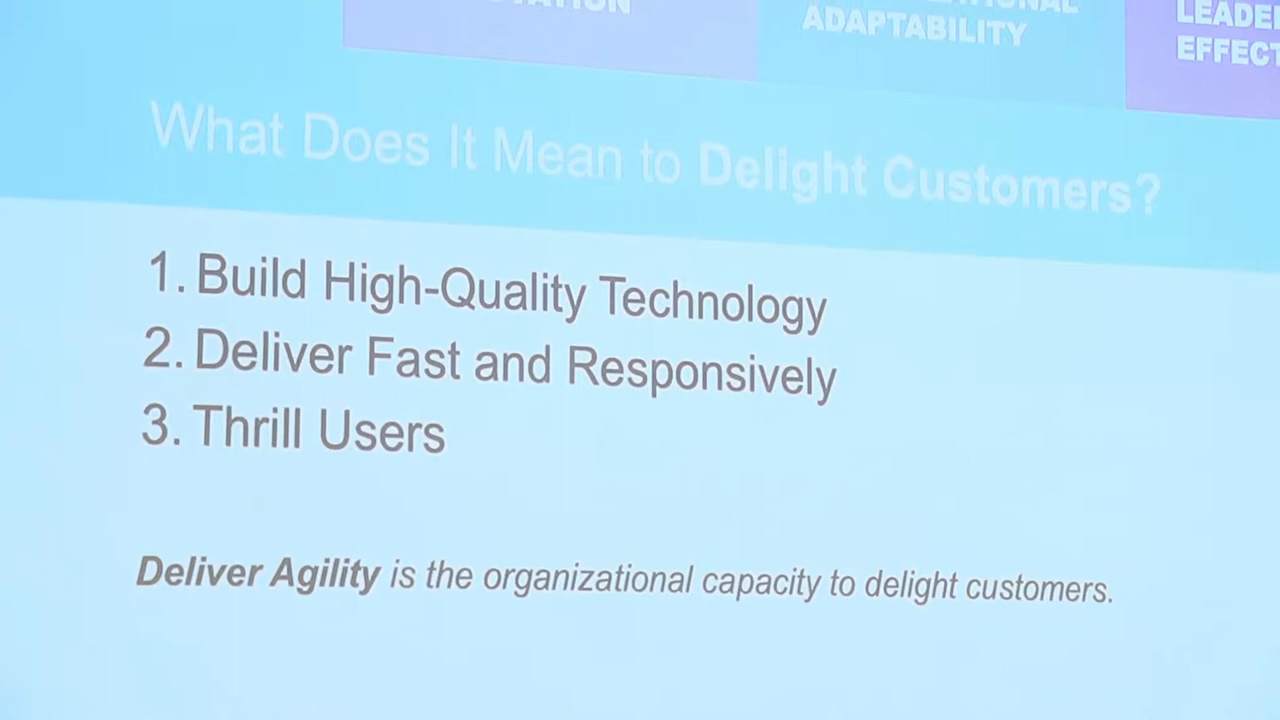 ADAPTABILITY
What Does It Mean to Delight Customers?
1. Build High-Quality Technology
2. Deliver Fast and Responsively
3. Thrill Users
Deliver Agility is the organizational capacity to delight customers.